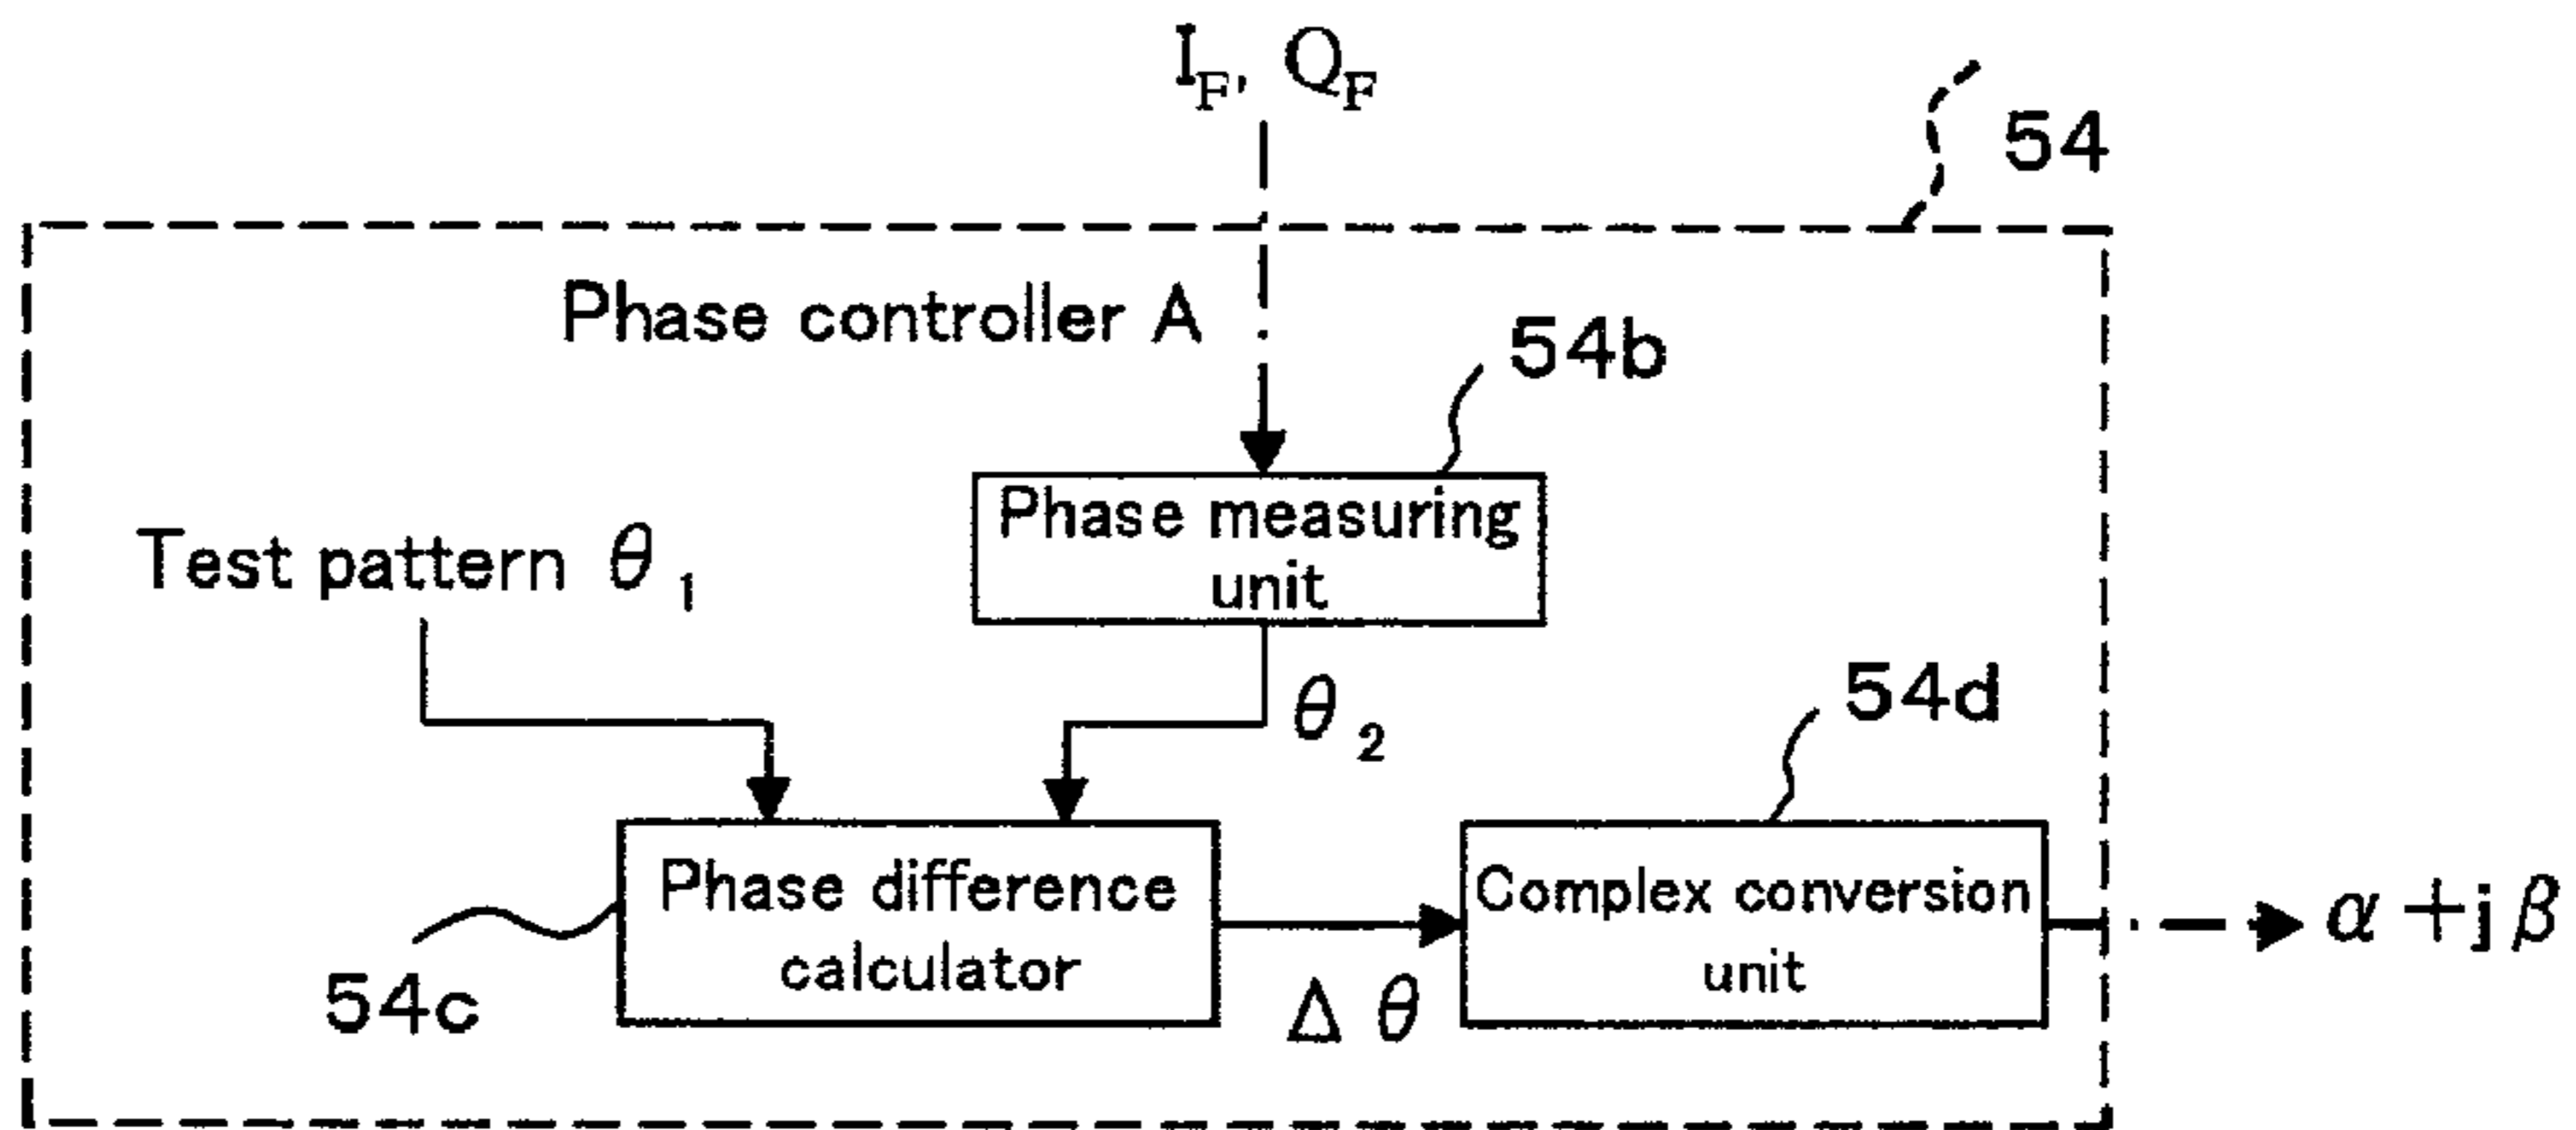 I_F, Q_F
54
Phase controller A
54b
Phase measuring
unit
Test pattern θ₁
θ₂
54d
Phase difference
calculator
Complex conversion
unit
α+jβ
54c
Δθ